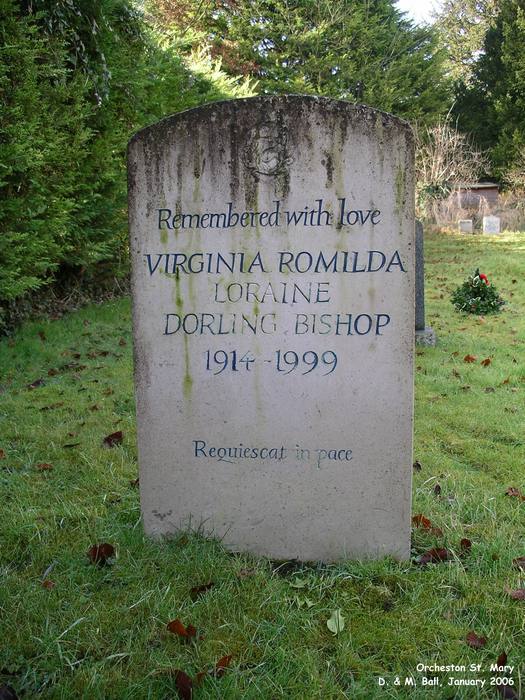 Remembered with love
VIRGINIA ROMILDA
LORAINE
DORLING BISHOP
1914-1999
Requiescat in pace
Orcheston St. Mary
D. & M. Ball, January 2006